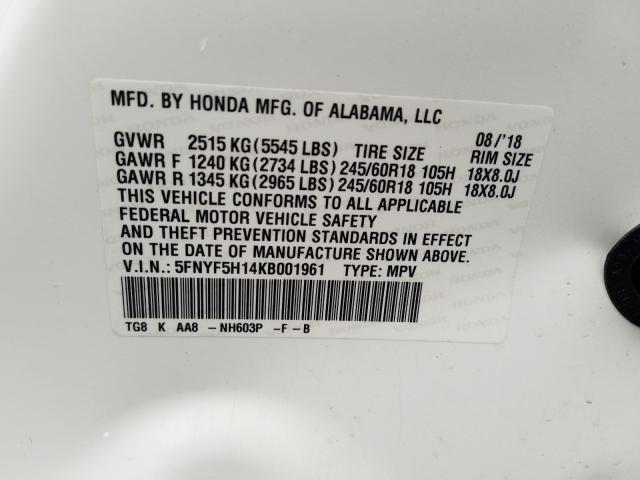 MFD. BY HONDA MFG. OF ALABAMA, LLC
08/'18
GVWR 2515 KG (5545 LBS) TIRE SIZE RIM SIZE
GAWR F 1240 KG (2734 LBS) 245/60R18 105H 18X8.0J
GAWR R 1345 KG (2965 LBS) 245/60R18 105H 18X8.0J
THIS VEHICLE CONFORMS TO ALL APPLICABLE
FEDERAL MOTOR VEHICLE SAFETY
AND THEFT PREVENTION STANDARDS IN EFFECT
ON THE DATE OF MANUFACTURE SHOWN ABOVE.
V.I.N.: 5FNYF5H14KB001961 TYPE: MPV
TG8 K AA8 -NH603P -F-B